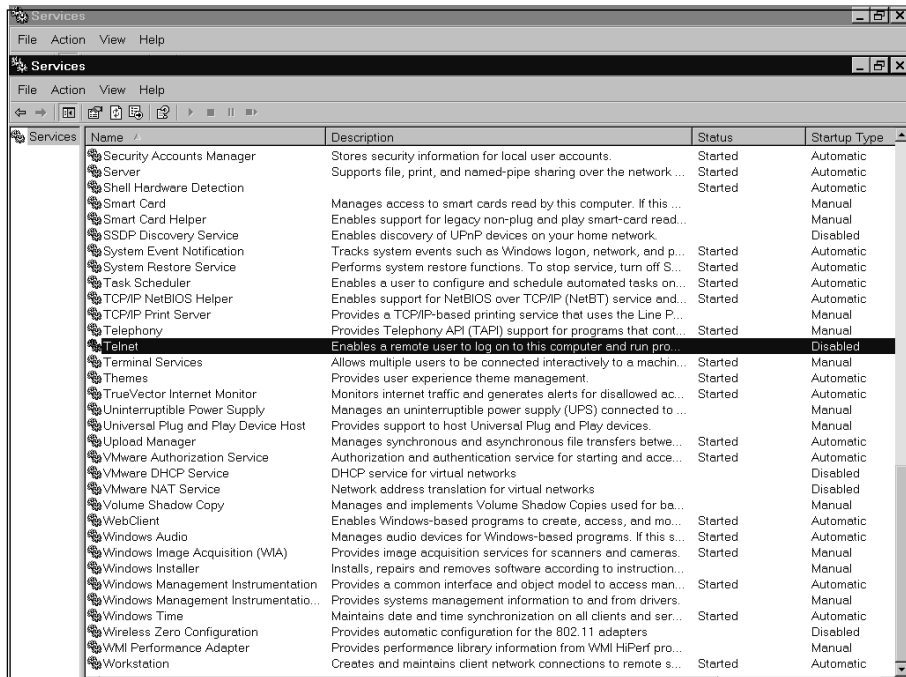 Services
File Action View Help
Services
File Action View Help
Services
Name Description Status Startup Type
Security Accounts Manager Stores security information for local user accounts. Started Automatic
Server Supports file, print, and named-pipe sharing over the network ... Started Automatic
Shell Hardware Detection Started Automatic
Smart Card Manages access to smart cards read by this computer. If this ... Manual
Smart Card Helper Enables support for legacy non-plug and play smart-card read... Manual
SSDP Discovery Service Enables discovery of UPnP devices on your home network. Disabled
System Event Notification Tracks system events such as Windows logon, network, and p... Started Automatic
System Restore Service Performs system restore functions. To stop service, turn off S... Started Automatic
Task Scheduler Enables a user to configure and schedule automated tasks on... Started Automatic
TCP/IP NetBIOS Helper Enables support for NetBIOS over TCP/IP (NetBT) service and... Started Automatic
TCP/IP Print Server Provides a TCP/IP-based printing service that uses the Line P... Manual
Telephony Provides Telephony API (TAPI) support for programs that cont... Started Manual
Telnet Enables a remote user to log on to this computer and run pro... Disabled
Terminal Services Allows multiple users to be connected interactively to a machin... Started Manual
Themes Provides user experience theme management. Started Automatic
TrueVector Internet Monitor Monitors internet traffic and generates alerts for disallowed ac... Started Automatic
Uninterruptible Power Supply Manages an uninterruptible power supply (UPS) connected to ... Manual
Universal Plug and Play Device Host Provides support to host Universal Plug and Play devices. Manual
Upload Manager Manages synchronous and asynchronous file transfers betwe... Started Automatic
VMware Authorization Service Authorization and authentication service for starting and acce... Started Automatic
VMware DHCP Service DHCP service for virtual networks Disabled
VMware NAT Service Network address translation for virtual networks Disabled
Volume Shadow Copy Manages and implements Volume Shadow Copies used for ba... Manual
WebClient Enables Windows-based programs to create, access, and mo... Started Automatic
Windows Audio Manages audio devices for Windows-based programs. If this s... Started Automatic
Windows Image Acquisition (WIA) Provides image acquisition services for scanners and cameras. Started Manual
Windows Installer Installs, repairs and removes software according to instruction... Manual
Windows Management Instrumentation Provides a common interface and object model to access man... Started Automatic
Windows Management Instrumentatio... Provides systems management information to and from drivers. Manual
Windows Time Maintains date and time synchronization on all clients and ser... Started Automatic
Wireless Zero Configuration Provides automatic configuration for the 802.11 adapters Disabled
WMI Performance Adapter Provides performance library information from WMI HiPerf pro... Manual
Workstation Creates and maintains client network connections to remote s... Started Automatic